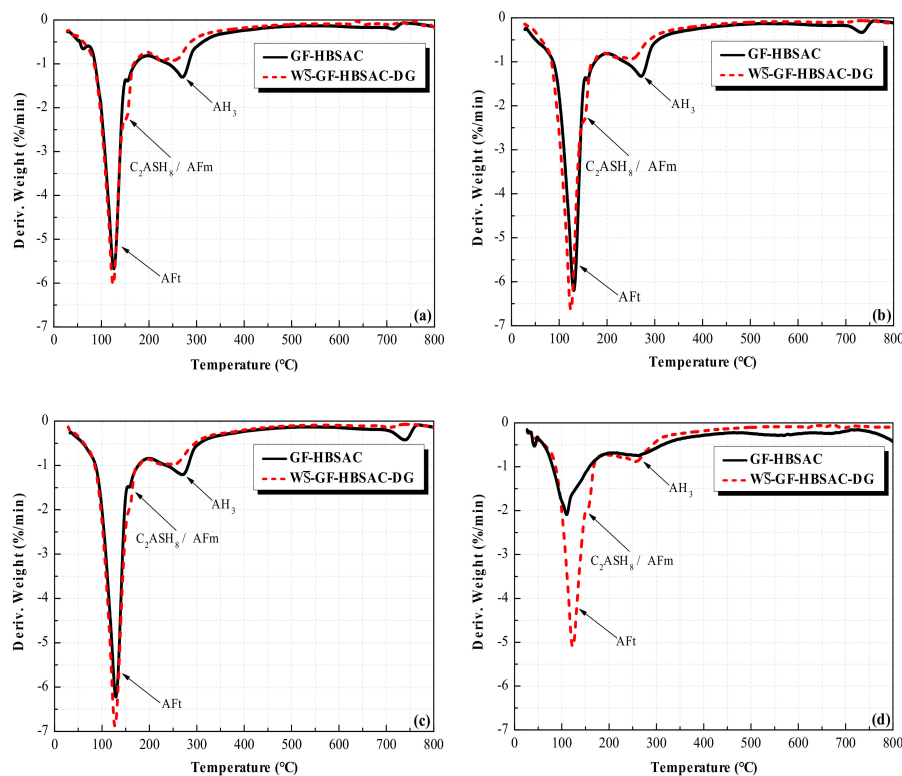 0
-1
-2
-3
-4
-5
-6
-7
0
100
200
300
400
500
600
700
800
Deriv. Weight (%/min)
Temperature (℃)
GF-HBSAC
WS̅-GF-HBSAC-DG
AH₃
C₂ASH₈ / AFm
AFt
(a)
0
-1
-2
-3
-4
-5
-6
-7
0
100
200
300
400
500
600
700
800
Deriv. Weight (%/min)
Temperature (℃)
GF-HBSAC
WS̅-GF-HBSAC-DG
AH₃
C₂ASH₈ / AFm
AFt
(b)
0
-1
-2
-3
-4
-5
-6
-7
0
100
200
300
400
500
600
700
800
Deriv. Weight (%/min)
Temperature (℃)
GF-HBSAC
WS̅-GF-HBSAC-DG
AH₃
C₂ASH₈ / AFm
AFt
(c)
0
-1
-2
-3
-4
-5
-6
-7
0
100
200
300
400
500
600
700
800
Deriv. Weight (%/min)
Temperature (℃)
GF-HBSAC
WS̅-GF-HBSAC-DG
AH₃
C₂ASH₈ / AFm
AFt
(d)